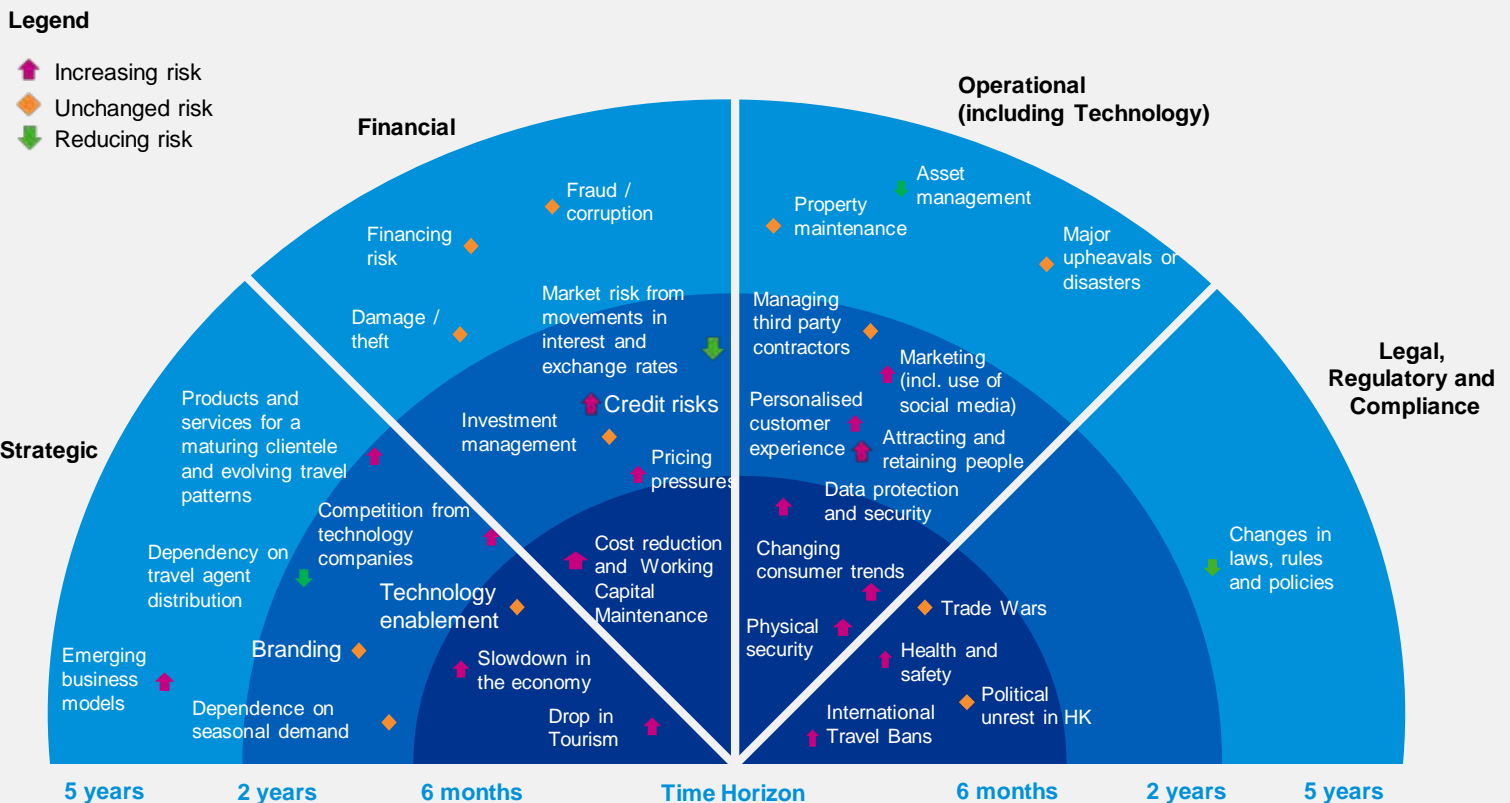 Legend
Increasing risk
Unchanged risk
Reducing risk
Financial
Operational
(including Technology)
Strategic
Legal,
Regulatory and
Compliance
Fraud /
corruption
Financing
risk
Damage /
theft
Market risk from
movements in
interest and
exchange rates
Credit risks
Investment
management
Pricing
pressures
Cost reduction
and Working
Capital
Maintenance
Asset
management
Property
maintenance
Major
upheavals or
disasters
Managing
third party
contractors
Marketing
(incl. use of
social media)
Personalised
customer
experience
Attracting and
retaining people
Data protection
and security
Changing
consumer trends
Physical
security
Products and
services for a
maturing clientele
and evolving travel
patterns
Competition from
technology
companies
Dependency on
travel agent
distribution
Technology
enablement
Branding
Emerging
business
models
Slowdown in
the economy
Dependence on
seasonal demand
Drop in
Tourism
Changes in
laws, rules
and policies
Trade Wars
Health and
safety
Political
unrest in HK
International
Travel Bans
5 years
2 years
6 months
Time Horizon
6 months
2 years
5 years